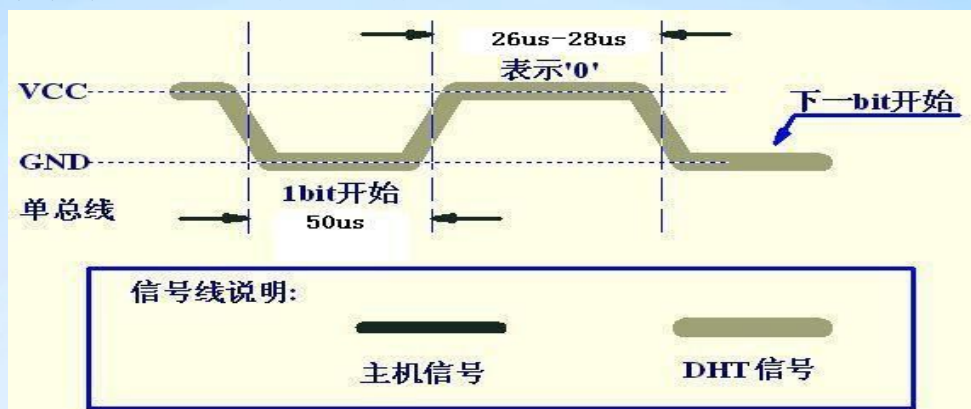 26us-28us
表示'0'
VCC
下一bit开始
GND
1bit开始
单总线
50us
信号线说明:
主机信号
DHT信号